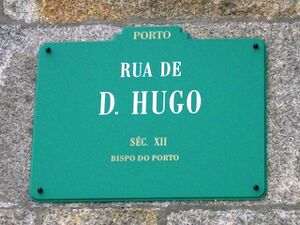 PORTO
RUA DE
D. HUGO
SÉC. XII
BISPO DO PORTO